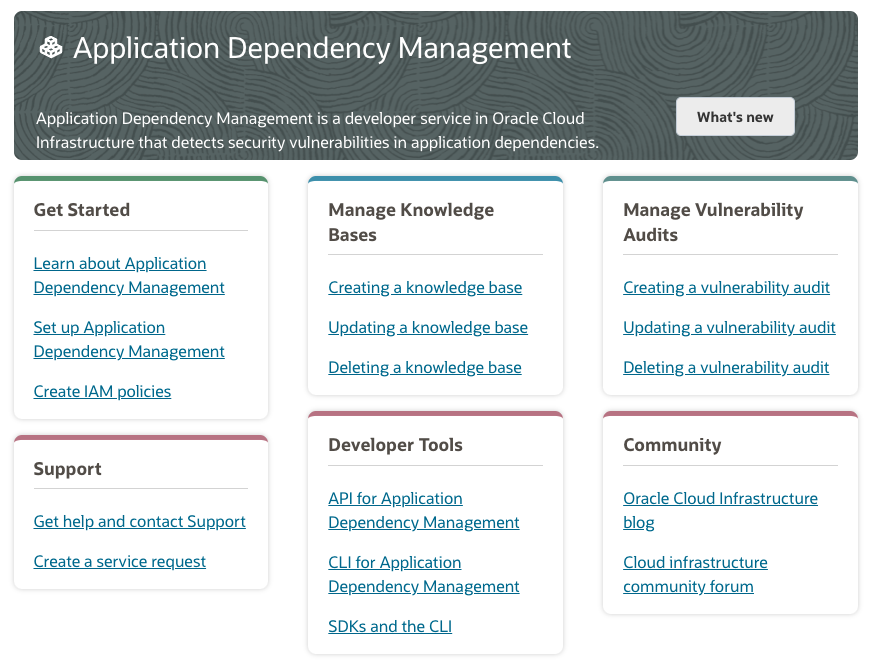 Application Dependency Management
Application Dependency Management is a developer service in Oracle Cloud
Infrastructure that detects security vulnerabilities in application dependencies.
What's new
Get Started
Learn about Application
Dependency Management
Set up Application
Dependency Management
Create IAM policies
Manage Knowledge
Bases
Creating a knowledge base
Updating a knowledge base
Deleting a knowledge base
Manage Vulnerability
Audits
Creating a vulnerability audit
Updating a vulnerability audit
Deleting a vulnerability audit
Support
Get help and contact Support
Create a service request
Developer Tools
API for Application
Dependency Management
CLI for Application
Dependency Management
SDKs and the CLI
Community
Oracle Cloud Infrastructure
blog
Cloud infrastructure
community forum